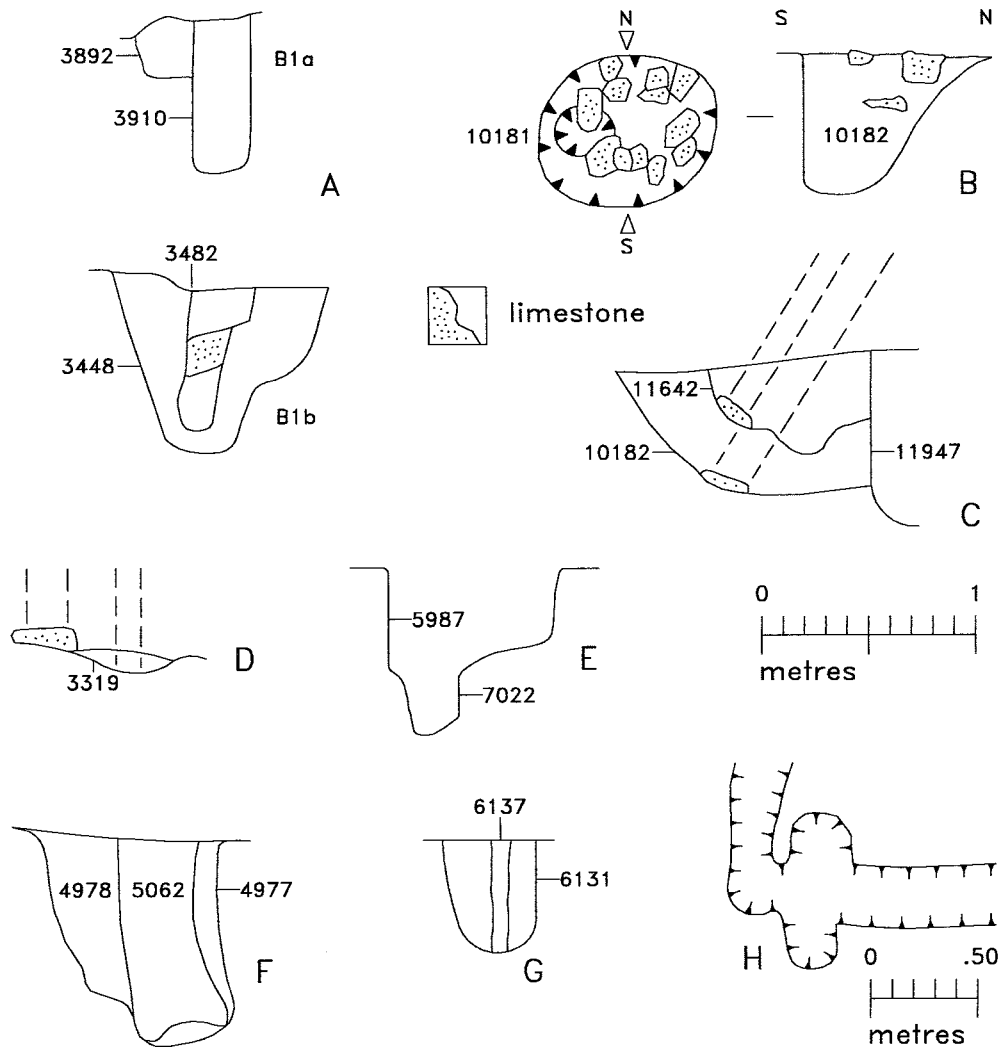 3892
B1a
3910
A
N
10181
S
S N
10182
B
3482
3448
B1b
limestone
11642
10182
11947
C
D
3319
5987
7022
E
0 1
metres
4978 5062 4977
F
6137
6131
G
H
0 .50
metres